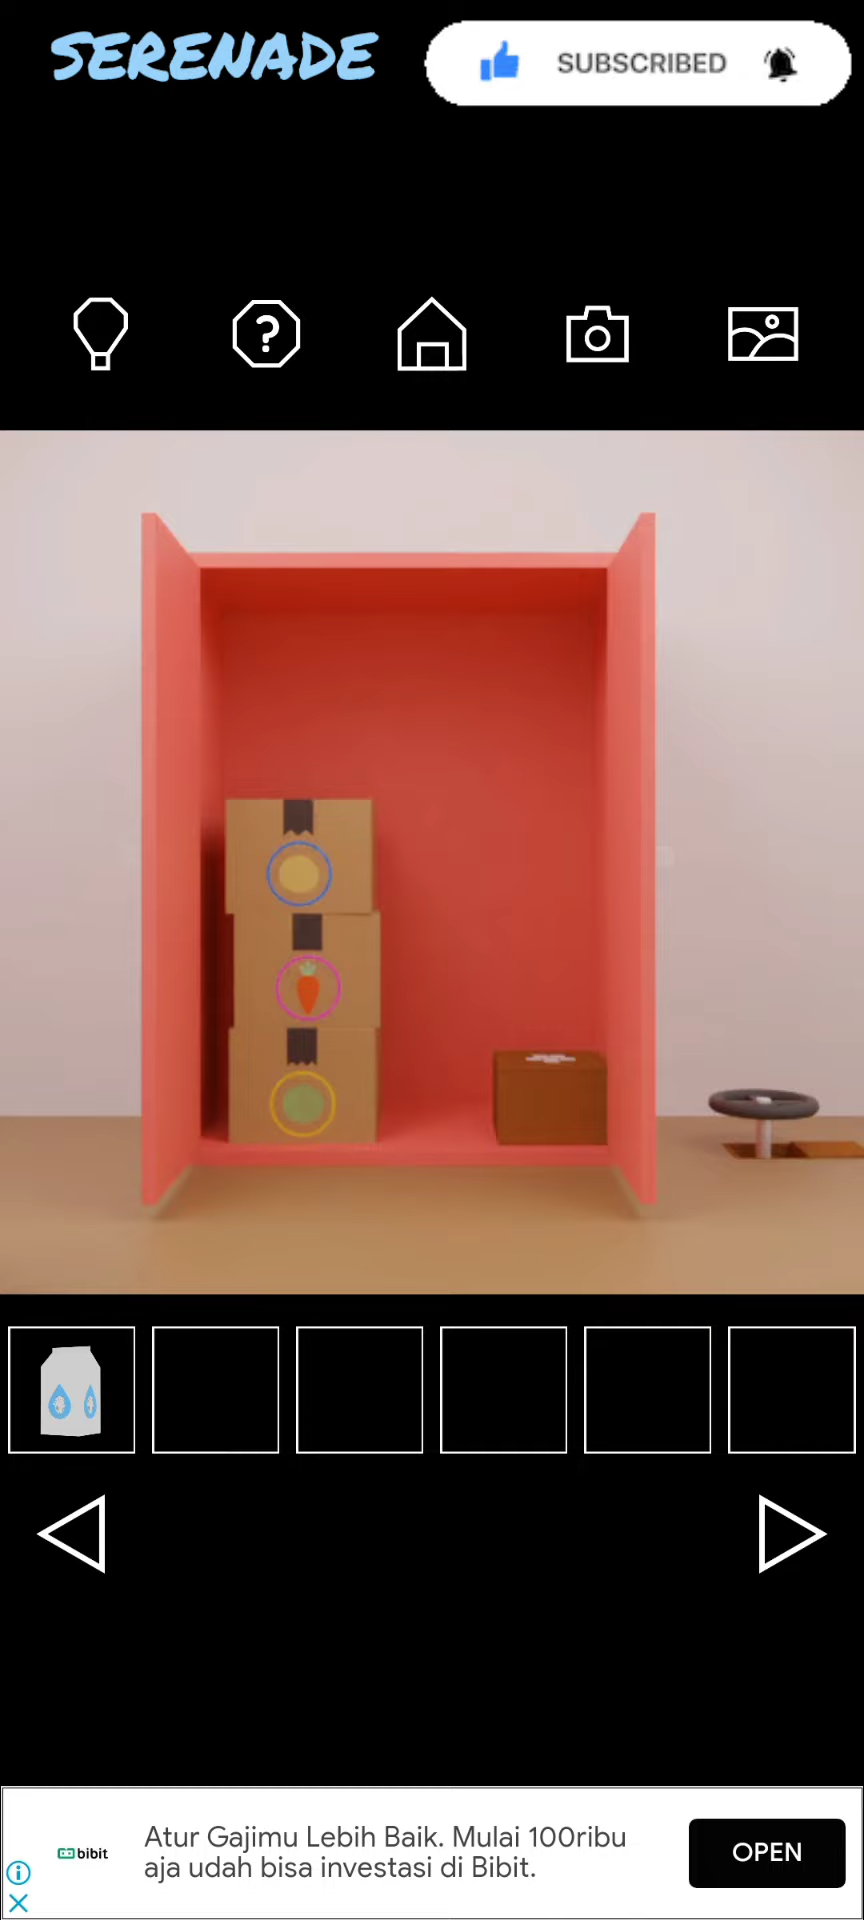 SERENADE
SUBSCRIBED
?
bibit
Atur Gajimu Lebih Baik. Mulai 100ribu
aja udah bisa investasi di Bibit.
OPEN